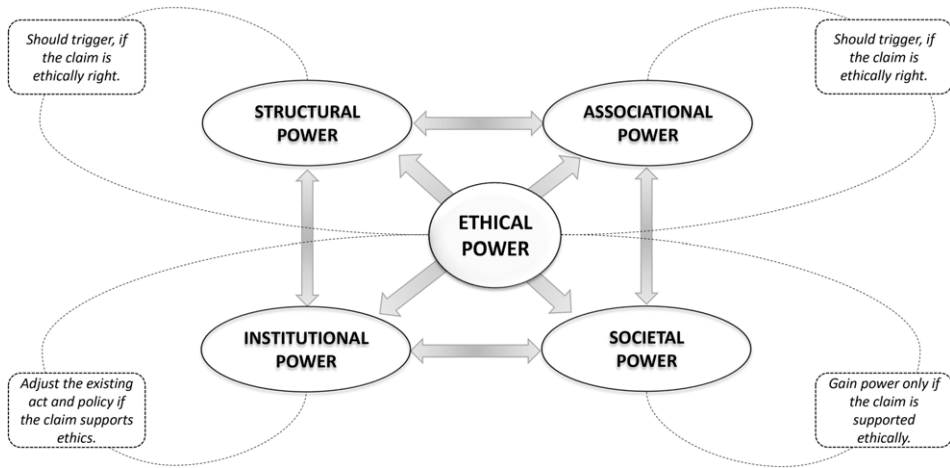 Should trigger, if
the claim is
ethically right.
Should trigger, if
the claim is
ethically right.
STRUCTURAL
POWER
ASSOCIATIONAL
POWER
ETHICAL
POWER
INSTITUTIONAL
POWER
SOCIETAL
POWER
Adjust the existing
act and policy if
the claim supports
ethics.
Gain power only if
the claim is
supported
ethically.